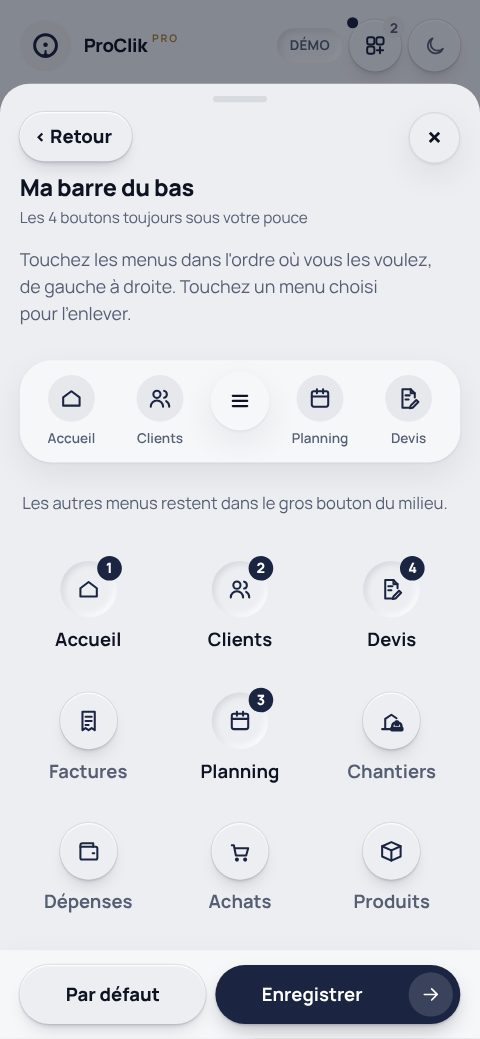 ProClik PRO
DÉMO
2
‹ Retour
×
Ma barre du bas
Les 4 boutons toujours sous votre pouce
Touchez les menus dans l'ordre où vous les voulez,
de gauche à droite. Touchez un menu choisi
pour l'enlever.
Accueil Clients Planning Devis
Les autres menus restent dans le gros bouton du milieu.
1 2 4
Accueil Clients Devis
3
Factures Planning Chantiers
Dépenses Achats Produits
Par défaut Enregistrer →